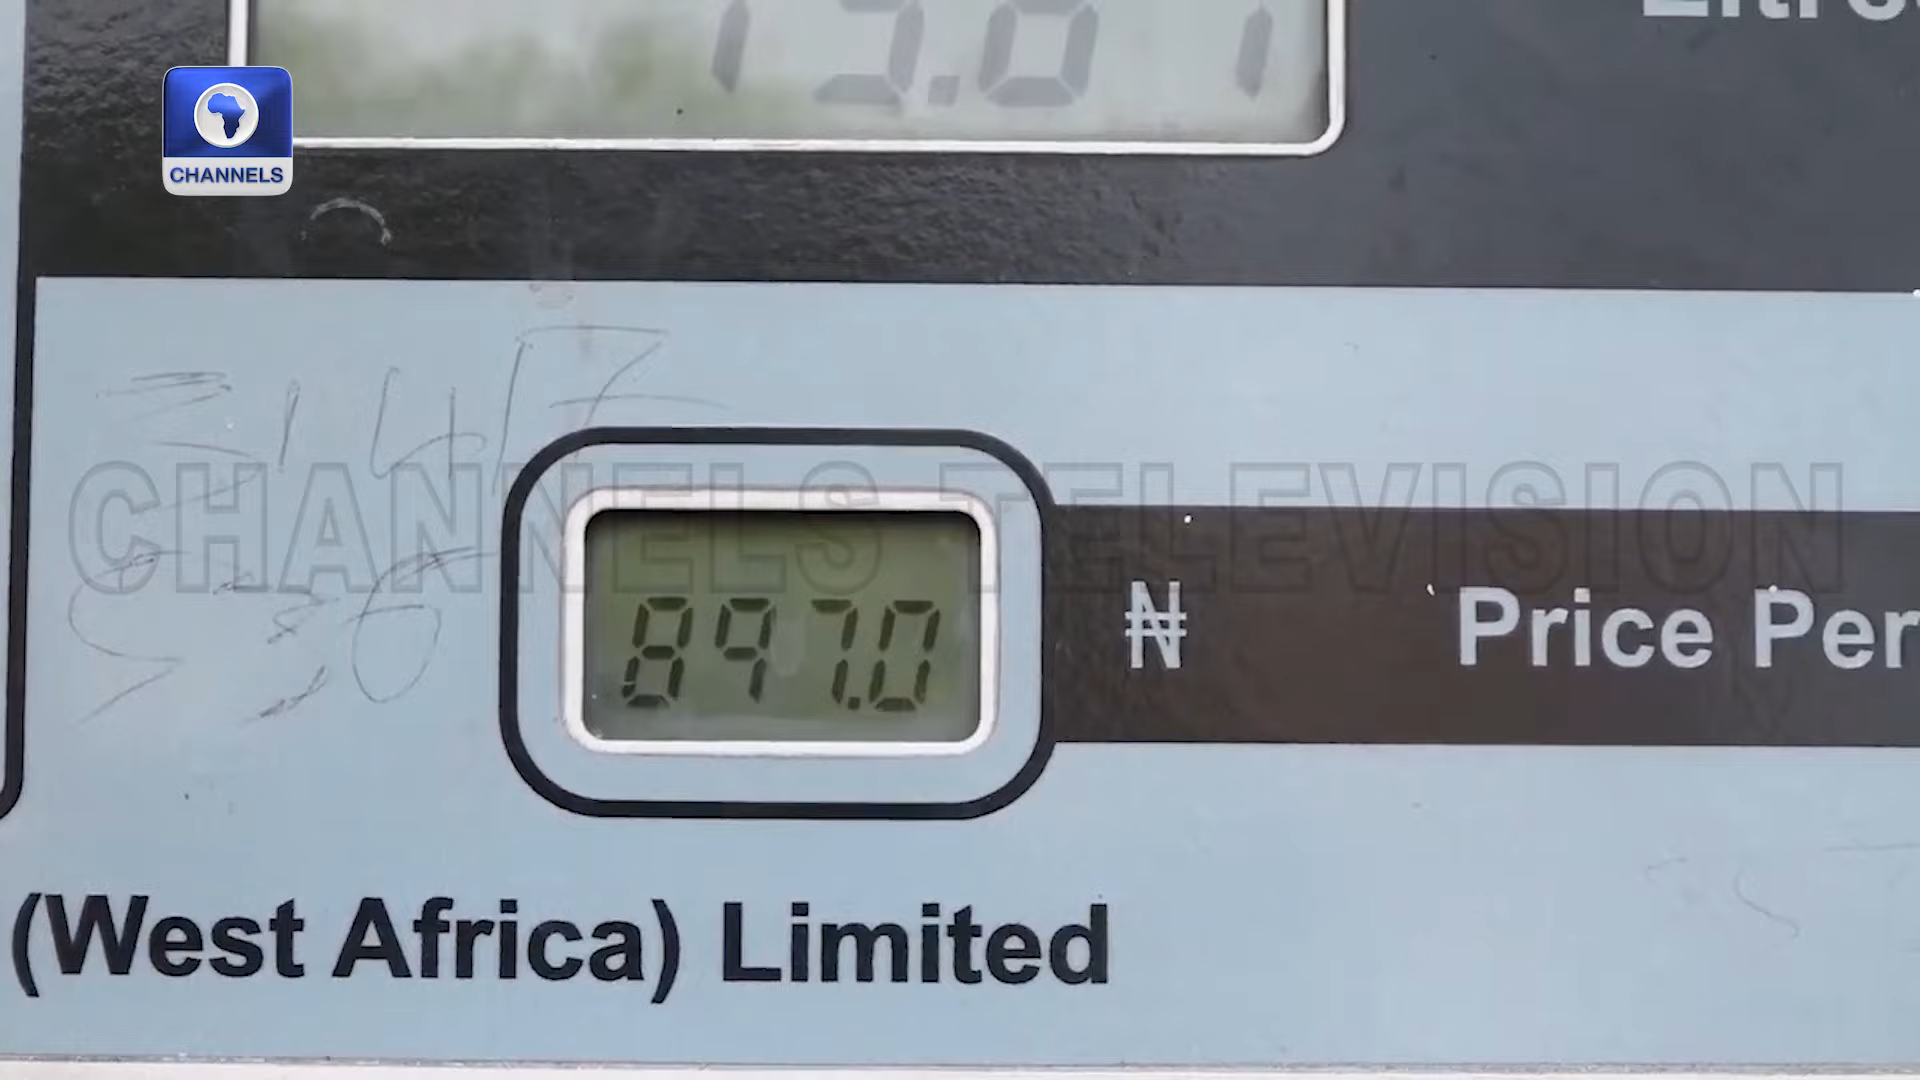 CHANNELS
CHANNELS TELEVISION
897.0
₦ Price Per
(West Africa) Limited